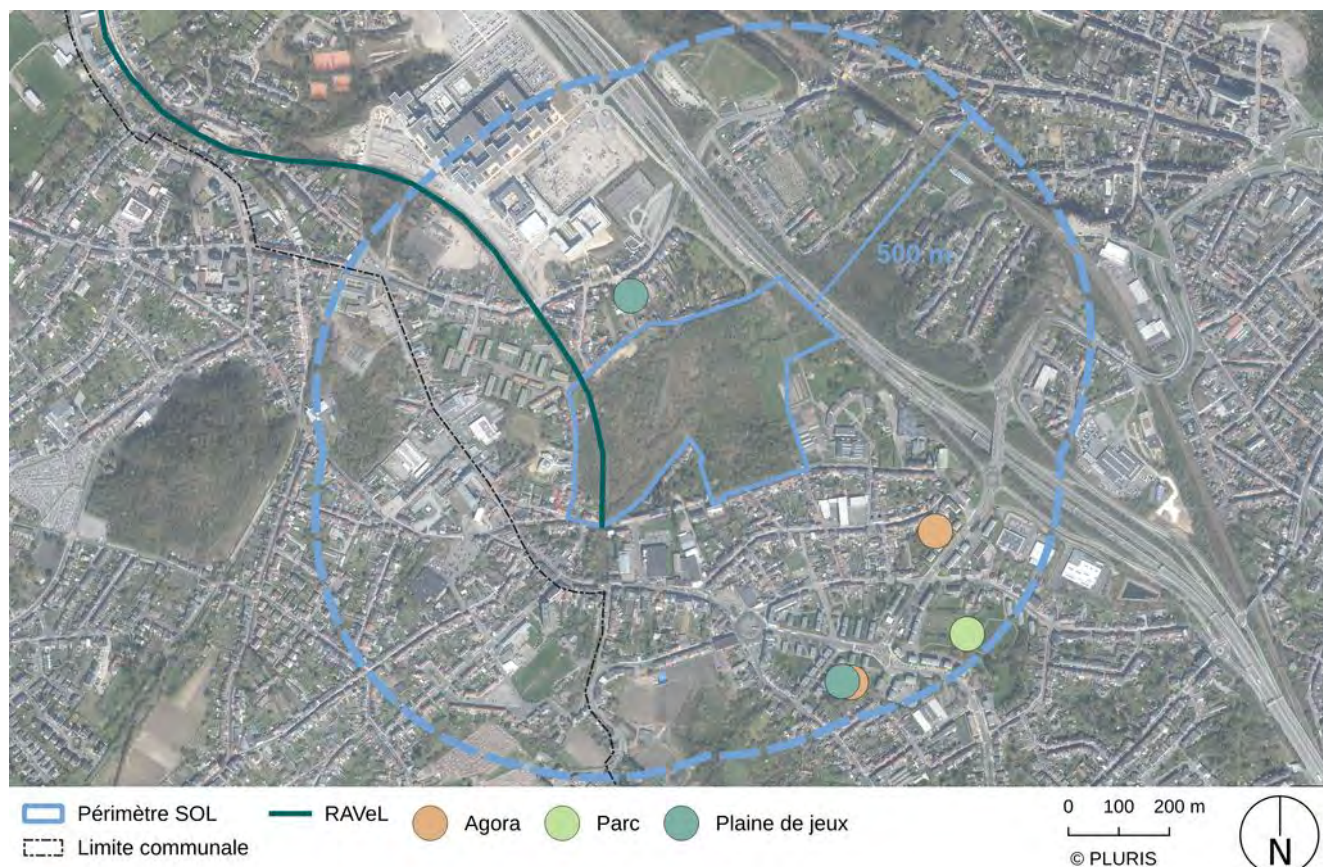 500 m
Périmètre SOL
RAVeL
Agora
Parc
Plaine de jeux
Limite communale
0 100 200 m
© PLURIS
N